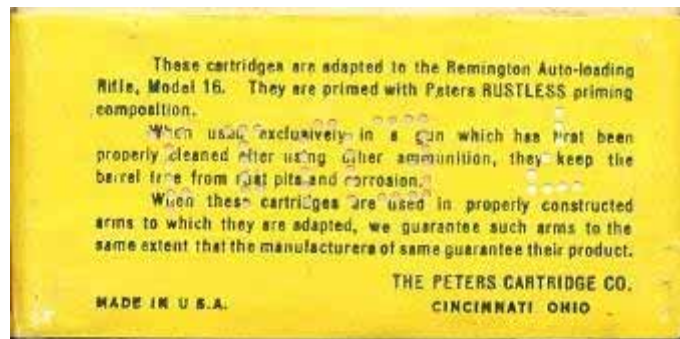 These cartridges are adapted to the Remington Auto-loading
Rifle, Model 16. They are primed with Peters RUSTLESS priming
composition.
When used exclusively in a gun which has first been
properly cleaned after using other ammunition, they keep the
barrel free from rust pits and corrosion.
When these cartridges are used in properly constructed
arms to which they are adapted, we guarantee such arms to the
same extent that the manufacturers of same guarantee their product.
THE PETERS CARTRIDGE CO.
MADE IN U S.A. CINCINNATI OHIO